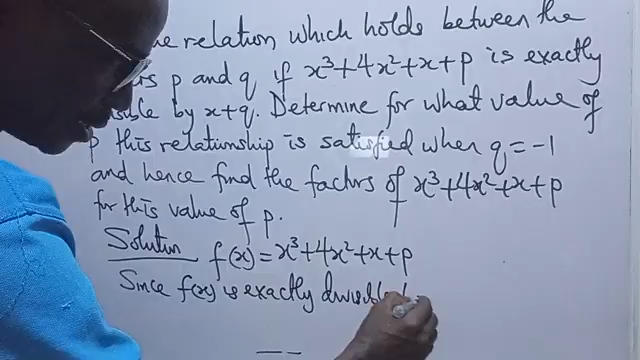 relation which holds between the
p and q if x³+4x²+x+p is exactly
by x+q. Determine for what value of
p this relationship is satisfied when q=-1
and hence find the factors of x³+4x²+x+p
for this value of p.
Solution f(x) = x³+4x²+x+p
Since f(x) is exactly divisible